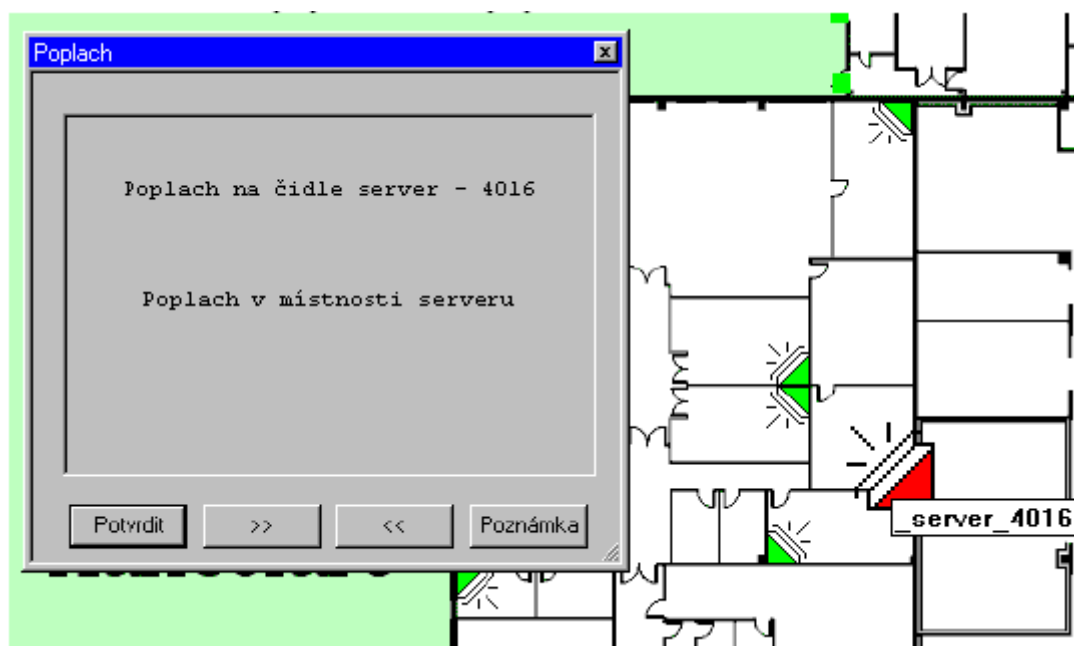 Poplach
Poplach na čidle server - 4016
Poplach v místnosti serveru
Potvrdit
>>
<<
Poznámka
_server_4016